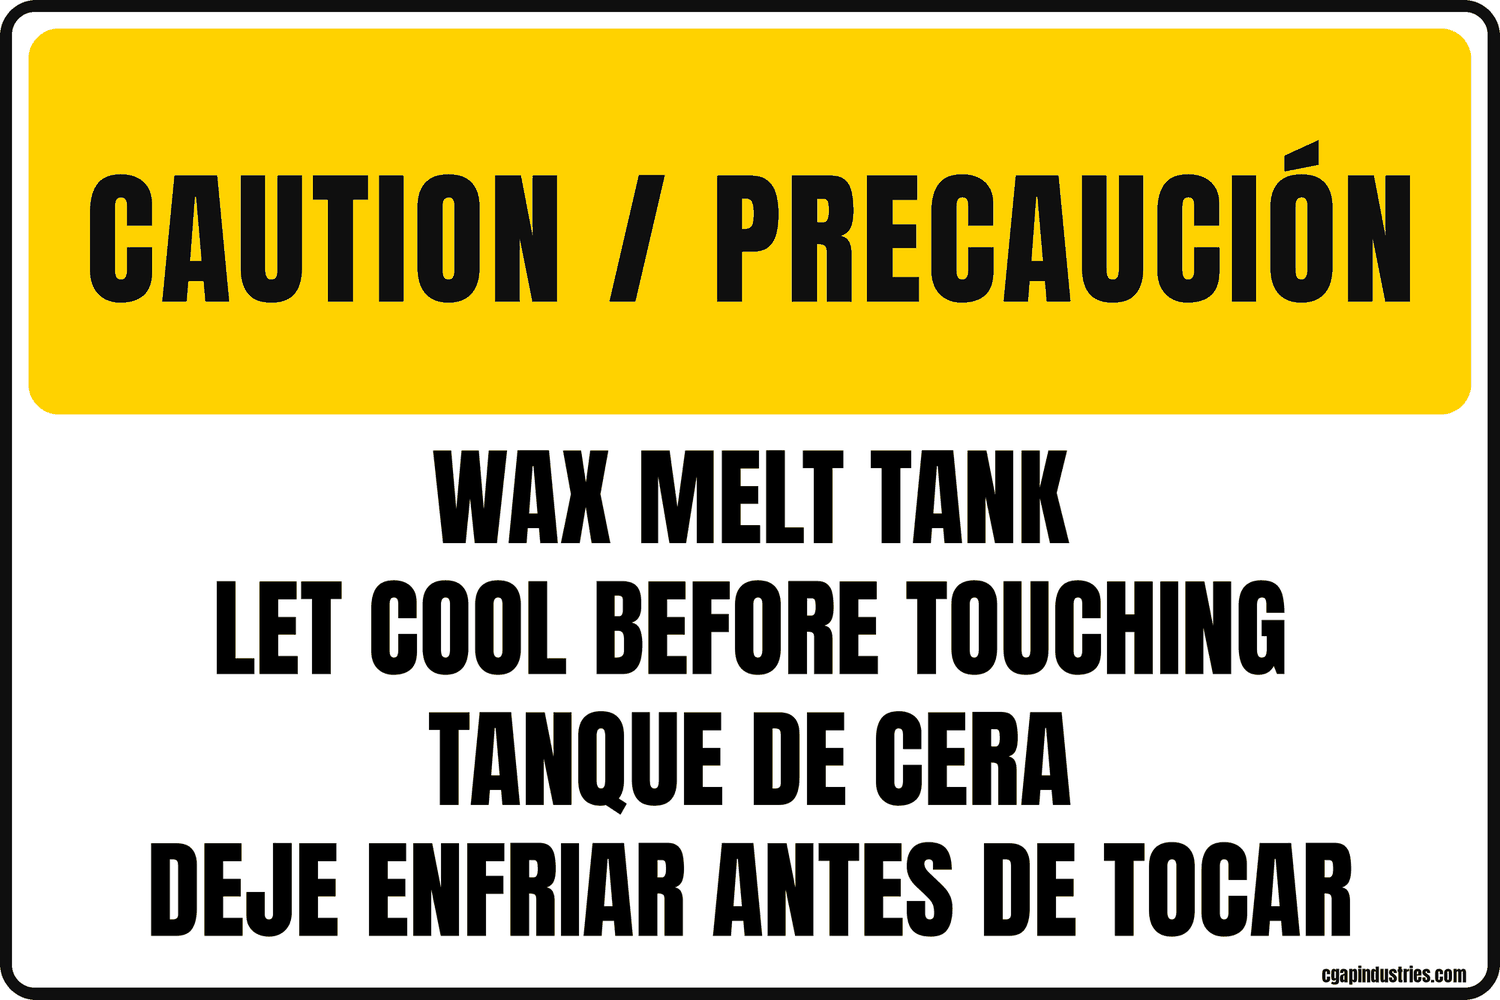 CAUTION / PRECAUCIÓN
WAX MELT TANK
LET COOL BEFORE TOUCHING
TANQUE DE CERA
DEJE ENFRIAR ANTES DE TOCAR
cgapindustries.com